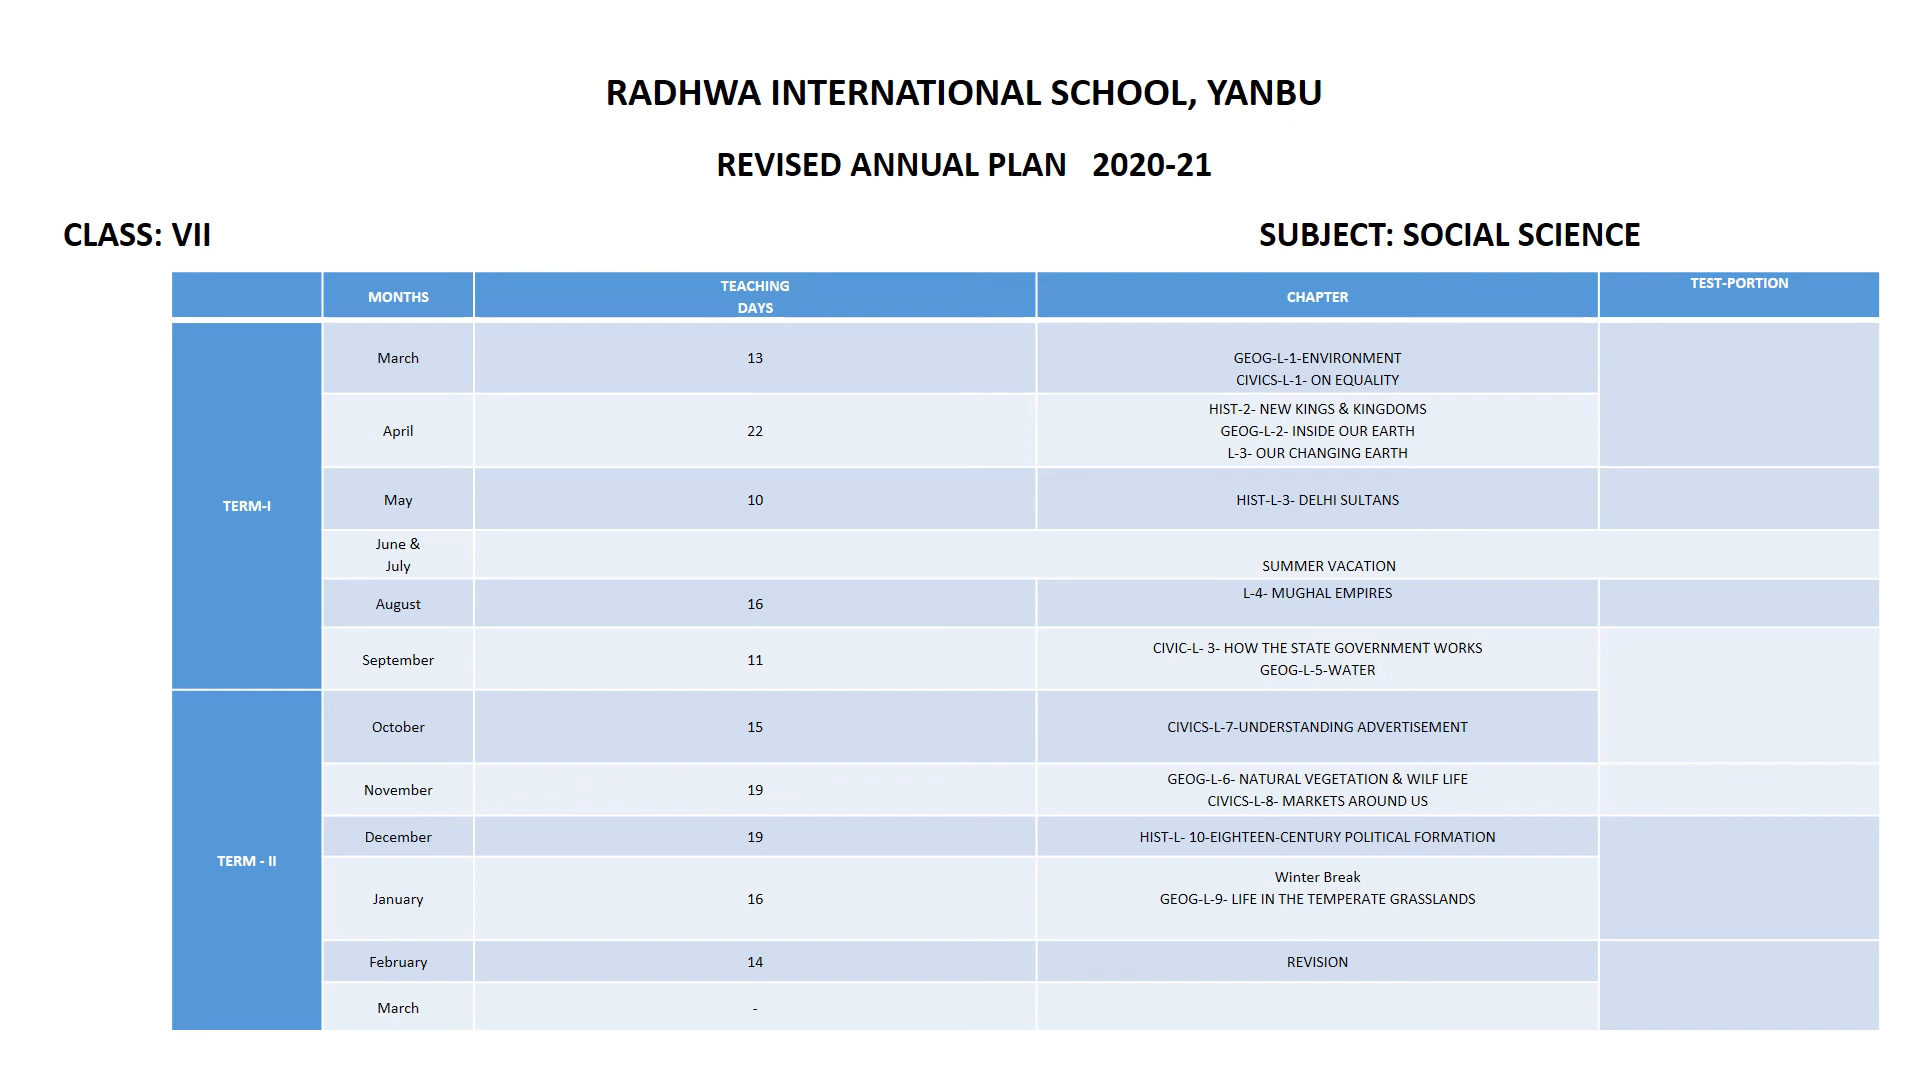 RADHWA INTERNATIONAL SCHOOL, YANBU
REVISED ANNUAL PLAN 2020-21
CLASS: VII
SUBJECT: SOCIAL SCIENCE
MONTHS
TEACHING
DAYS
CHAPTER
TEST-PORTION
TERM-I
March
13
GEOG-L-1-ENVIRONMENT
CIVICS-L-1- ON EQUALITY
April
22
HIST-2- NEW KINGS & KINGDOMS
GEOG-L-2- INSIDE OUR EARTH
L-3- OUR CHANGING EARTH
May
10
HIST-L-3- DELHI SULTANS
June &
July
SUMMER VACATION
August
16
L-4- MUGHAL EMPIRES
September
11
CIVIC-L- 3- HOW THE STATE GOVERNMENT WORKS
GEOG-L-5-WATER
TERM - II
October
15
CIVICS-L-7-UNDERSTANDING ADVERTISEMENT
November
19
GEOG-L-6- NATURAL VEGETATION & WILF LIFE
CIVICS-L-8- MARKETS AROUND US
December
19
HIST-L- 10-EIGHTEEN-CENTURY POLITICAL FORMATION
January
16
Winter Break
GEOG-L-9- LIFE IN THE TEMPERATE GRASSLANDS
February
14
REVISION
March
-